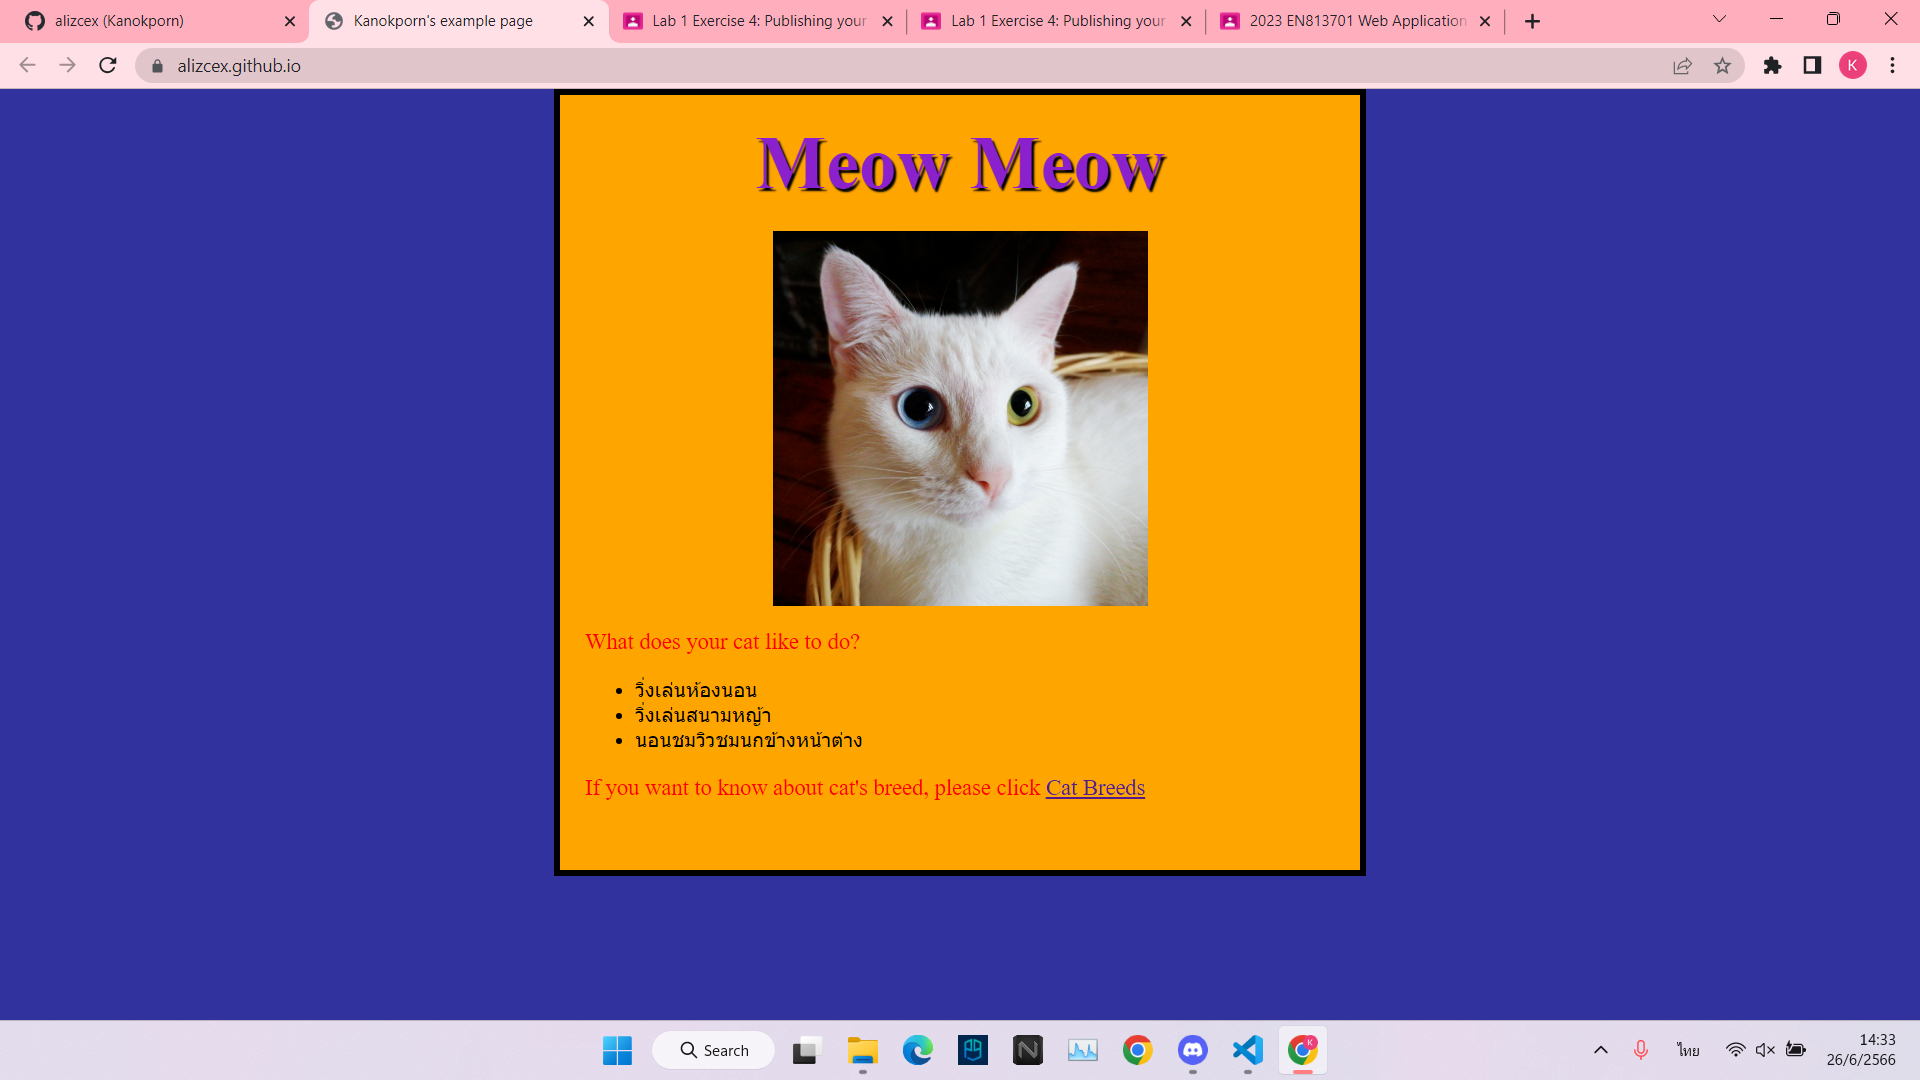 alizcex (Kanokporn)
Kanokporn's example page
Lab 1 Exercise 4: Publishing your
Lab 1 Exercise 4: Publishing your
2023 EN813701 Web Application
alizcex.github.io
K
Meow Meow
What does your cat like to do?
วิ่งเล่นห้องนอน
วิ่งเล่นสนามหญ้า
นอนชมวิวชมนกข้างหน้าต่าง
If you want to know about cat's breed, please click Cat Breeds
Search
N
K
ไทย
14:33
26/6/2566